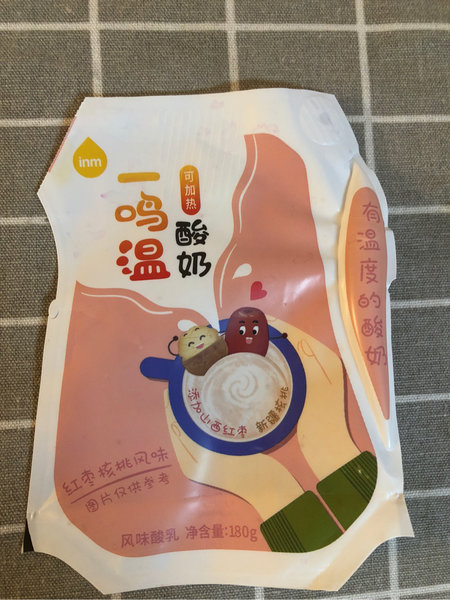 inm
一鸣温
可加热
酸奶
有温度的酸奶
添加山西红枣 新疆核桃
红枣核桃风味
图片仅供参考
风味酸乳 净含量:180g